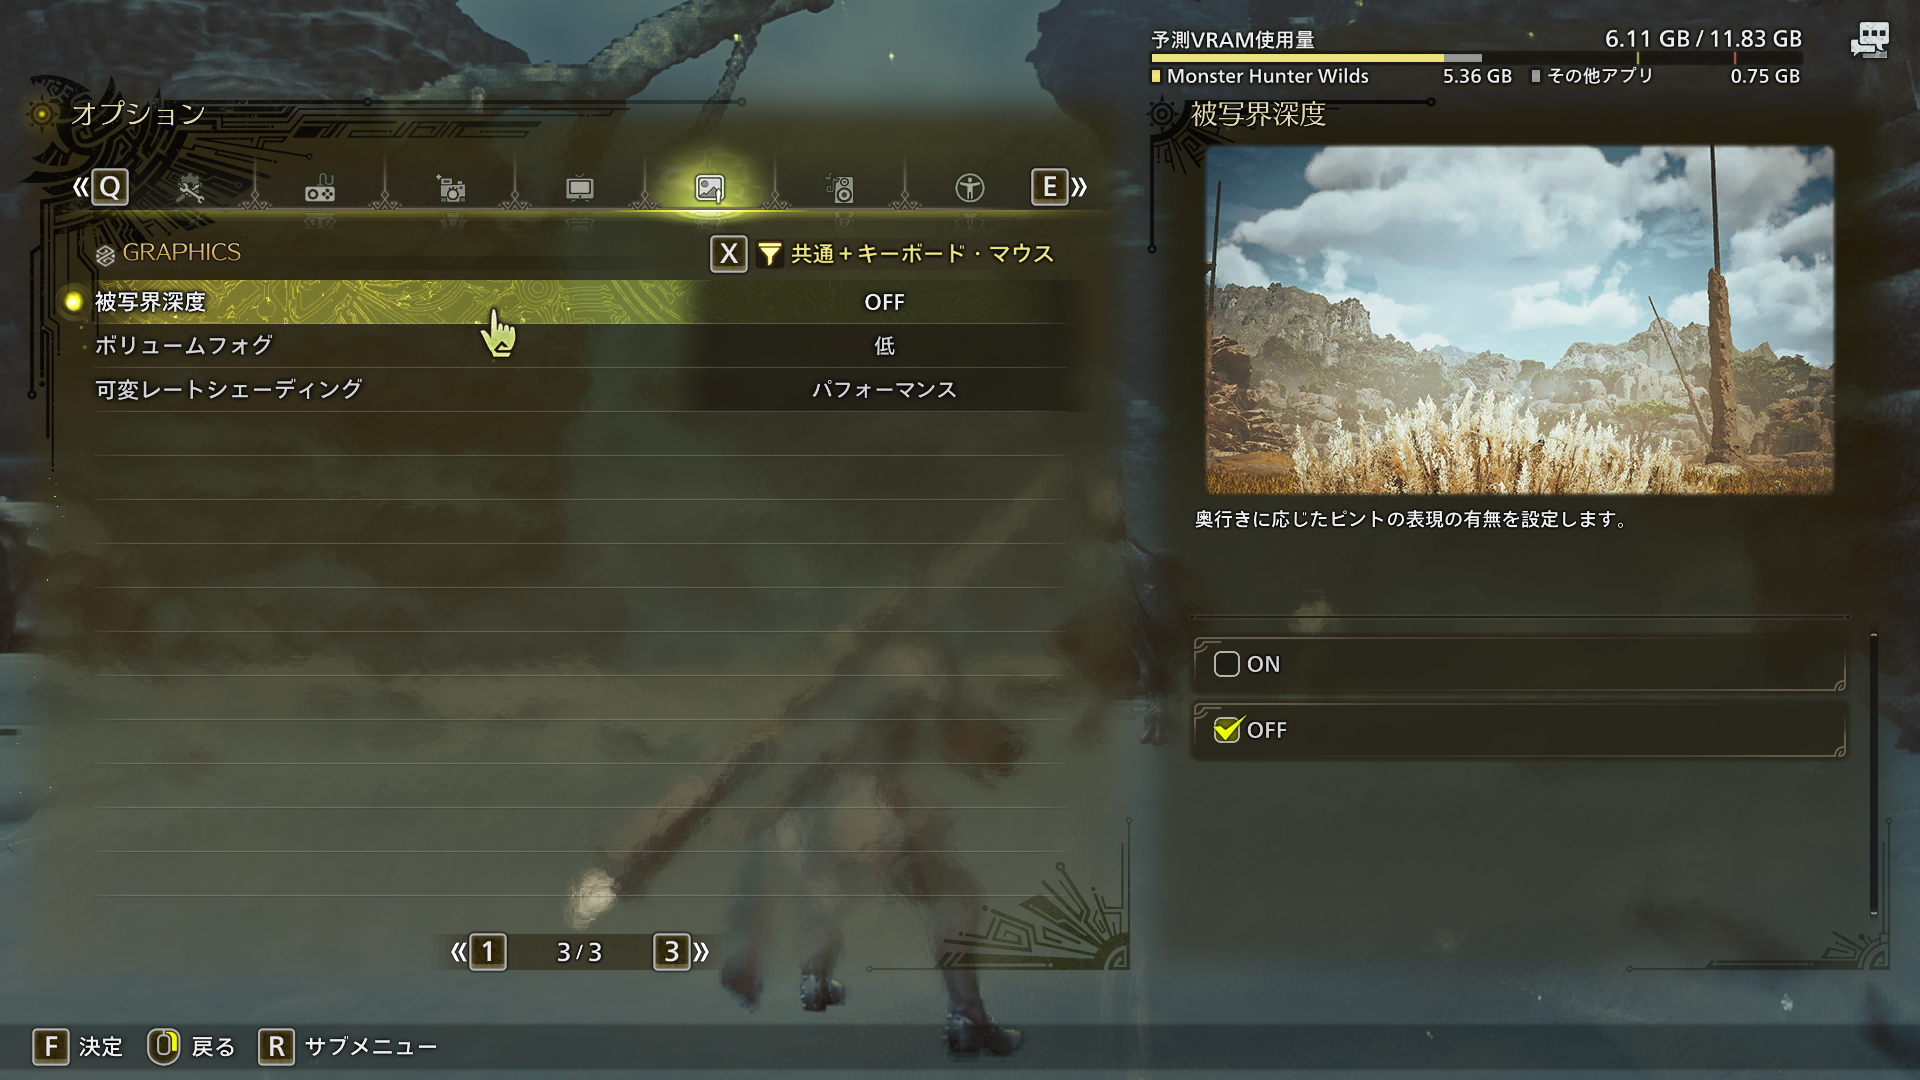 予測VRAM使用量 6.11 GB / 11.83 GB
Monster Hunter Wilds 5.36 GB その他アプリ 0.75 GB
オプション
Q E
GRAPHICS X 共通+キーボード・マウス
被写界深度 OFF
ボリュームフォグ 低
可変レートシェーディング パフォーマンス
1 3/3 3
被写界深度
奥行きに応じたピントの表現の有無を設定します。
ON
OFF
F 決定 戻る R サブメニュー